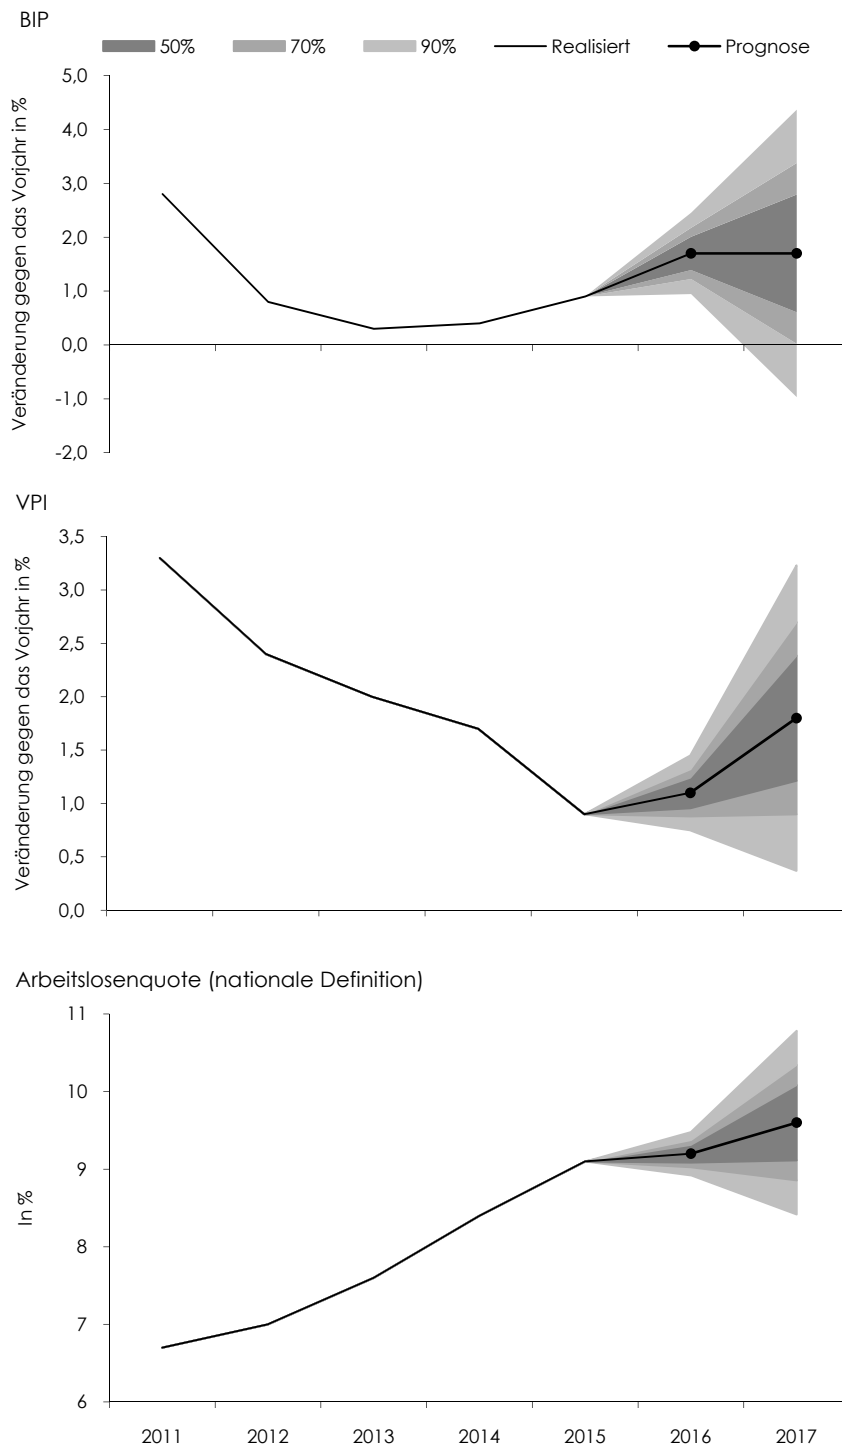 BIP
50% 70% 90% Realisiert Prognose
Veränderung gegen das Vorjahr in %
5,0
4,0
3,0
2,0
1,0
0,0
-1,0
-2,0
VPI
Veränderung gegen das Vorjahr in %
3,5
3,0
2,5
2,0
1,5
1,0
0,5
0,0
Arbeitslosenquote (nationale Definition)
In %
11
10
9
8
7
6
2011 2012 2013 2014 2015 2016 2017